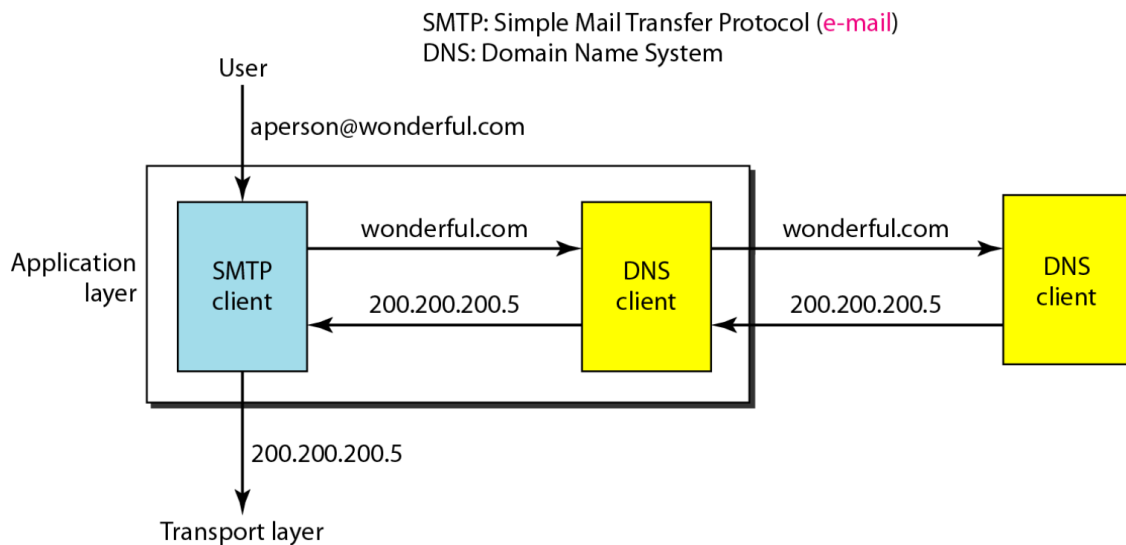 SMTP: Simple Mail Transfer Protocol (e-mail)
DNS: Domain Name System
User
aperson@wonderful.com
Application
layer
SMTP
client
wonderful.com
200.200.200.5
DNS
client
wonderful.com
200.200.200.5
DNS
client
200.200.200.5
Transport layer